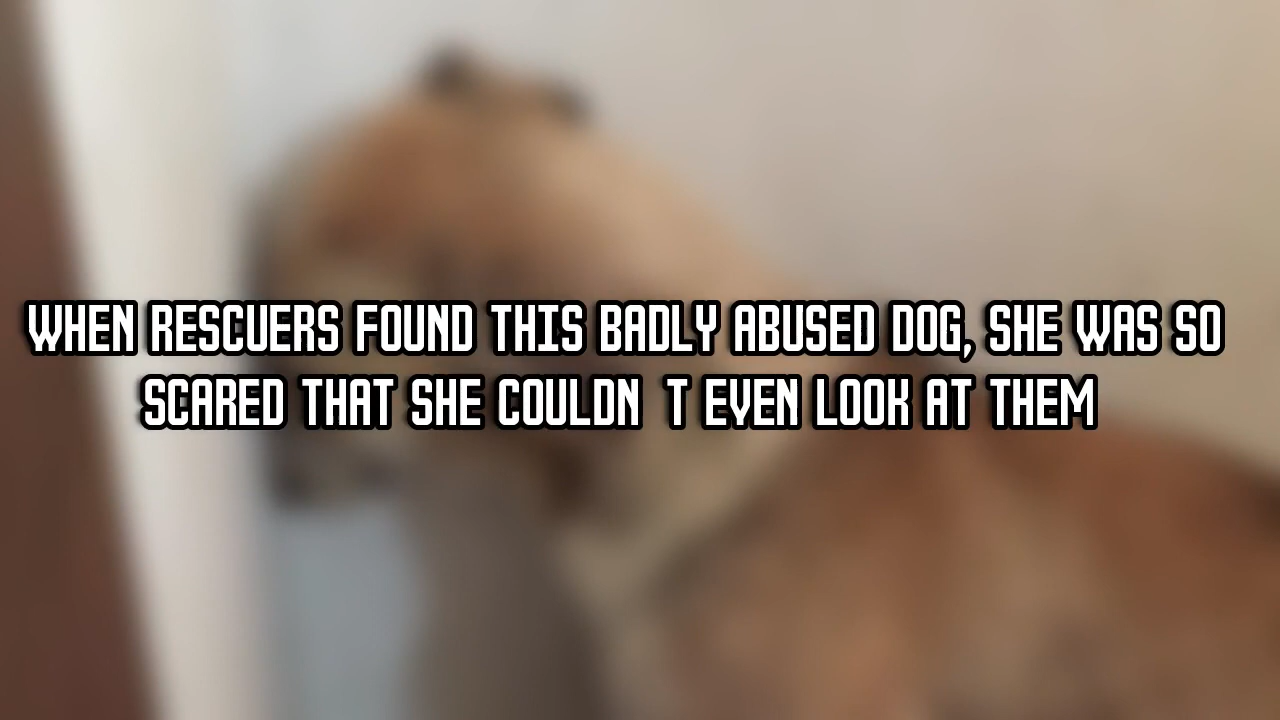 WHEN RESCUERS FOUND THIS BADLY ABUSED DOG, SHE WAS SO
SCARED THAT SHE COULDN T EVEN LOOK AT THEM